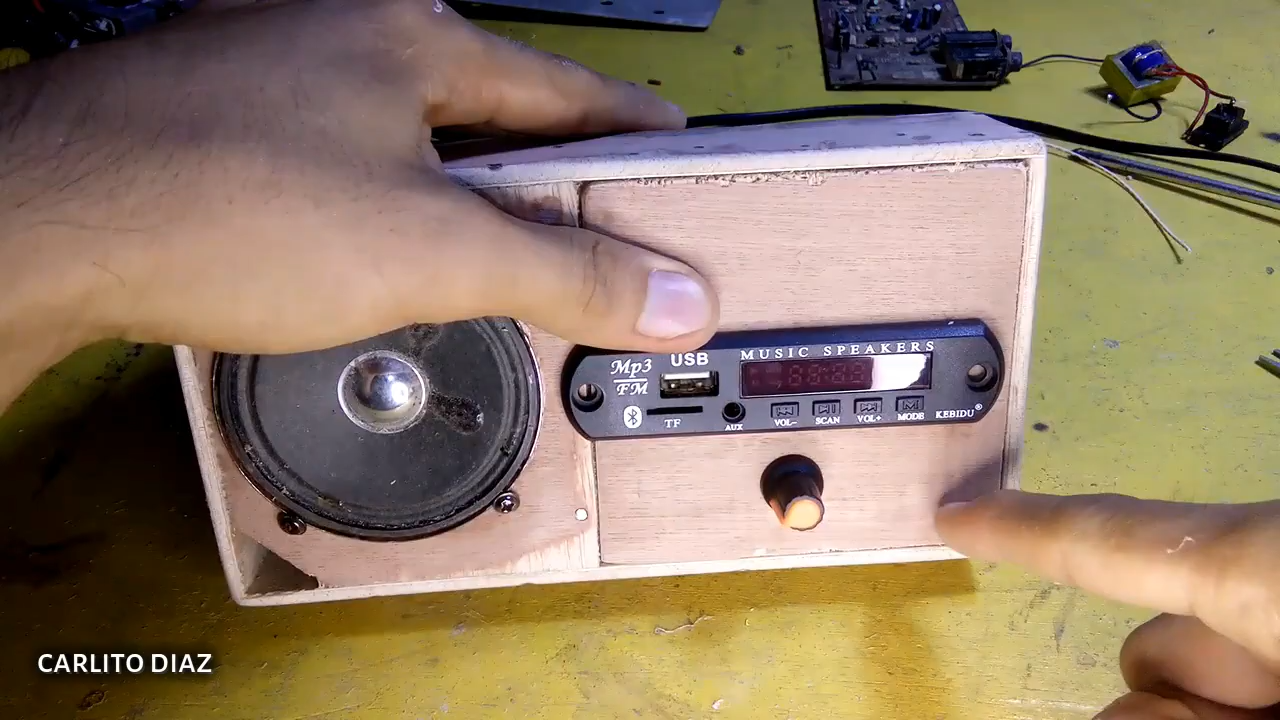 Mp3
FM
USB
MUSIC SPEAKERS
TF
AUX
VOL–
SCAN
VOL+
MODE
KEBIDU®
CARLITO DIAZ